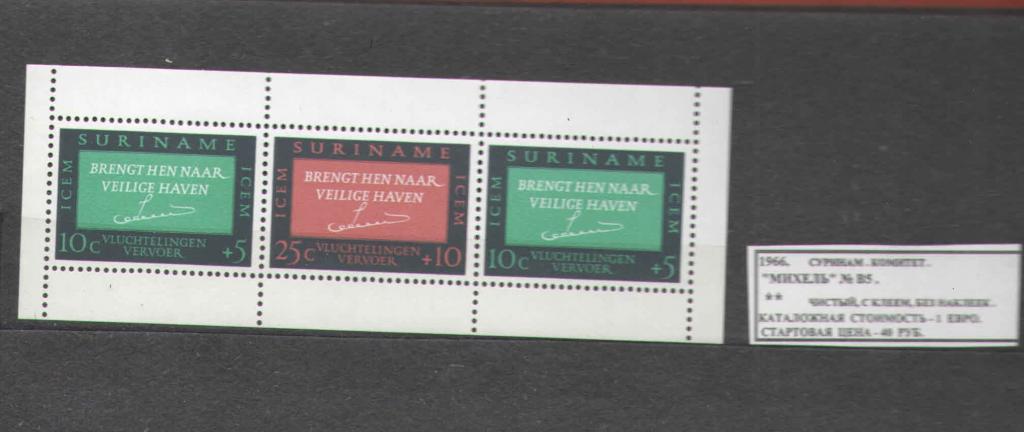 SURINAME
ICEM
BRENGT HEN NAAR
VEILIGE HAVEN
ICEM
10c VLUCHTELINGEN +5
VERVOER
SURINAME
ICEM
BRENGT HEN NAAR
VEILIGE HAVEN
ICEM
25c VLUCHTELINGEN +10
VERVOER
SURINAME
ICEM
BRENGT HEN NAAR
VEILIGE HAVEN
ICEM
10c VLUCHTELINGEN +5
VERVOER
1966. СУРИНАМ. КОМИТЕТ.
"МИХЕЛЬ" № В5.
** ЧИСТЫЙ, С КЛЕЕМ, БЕЗ НАКЛЕЕК.
КАТАЛОЖНАЯ СТОИМОСТЬ-1 ЕВРО.
СТАРТОВАЯ ЦЕНА-40 РУБ.